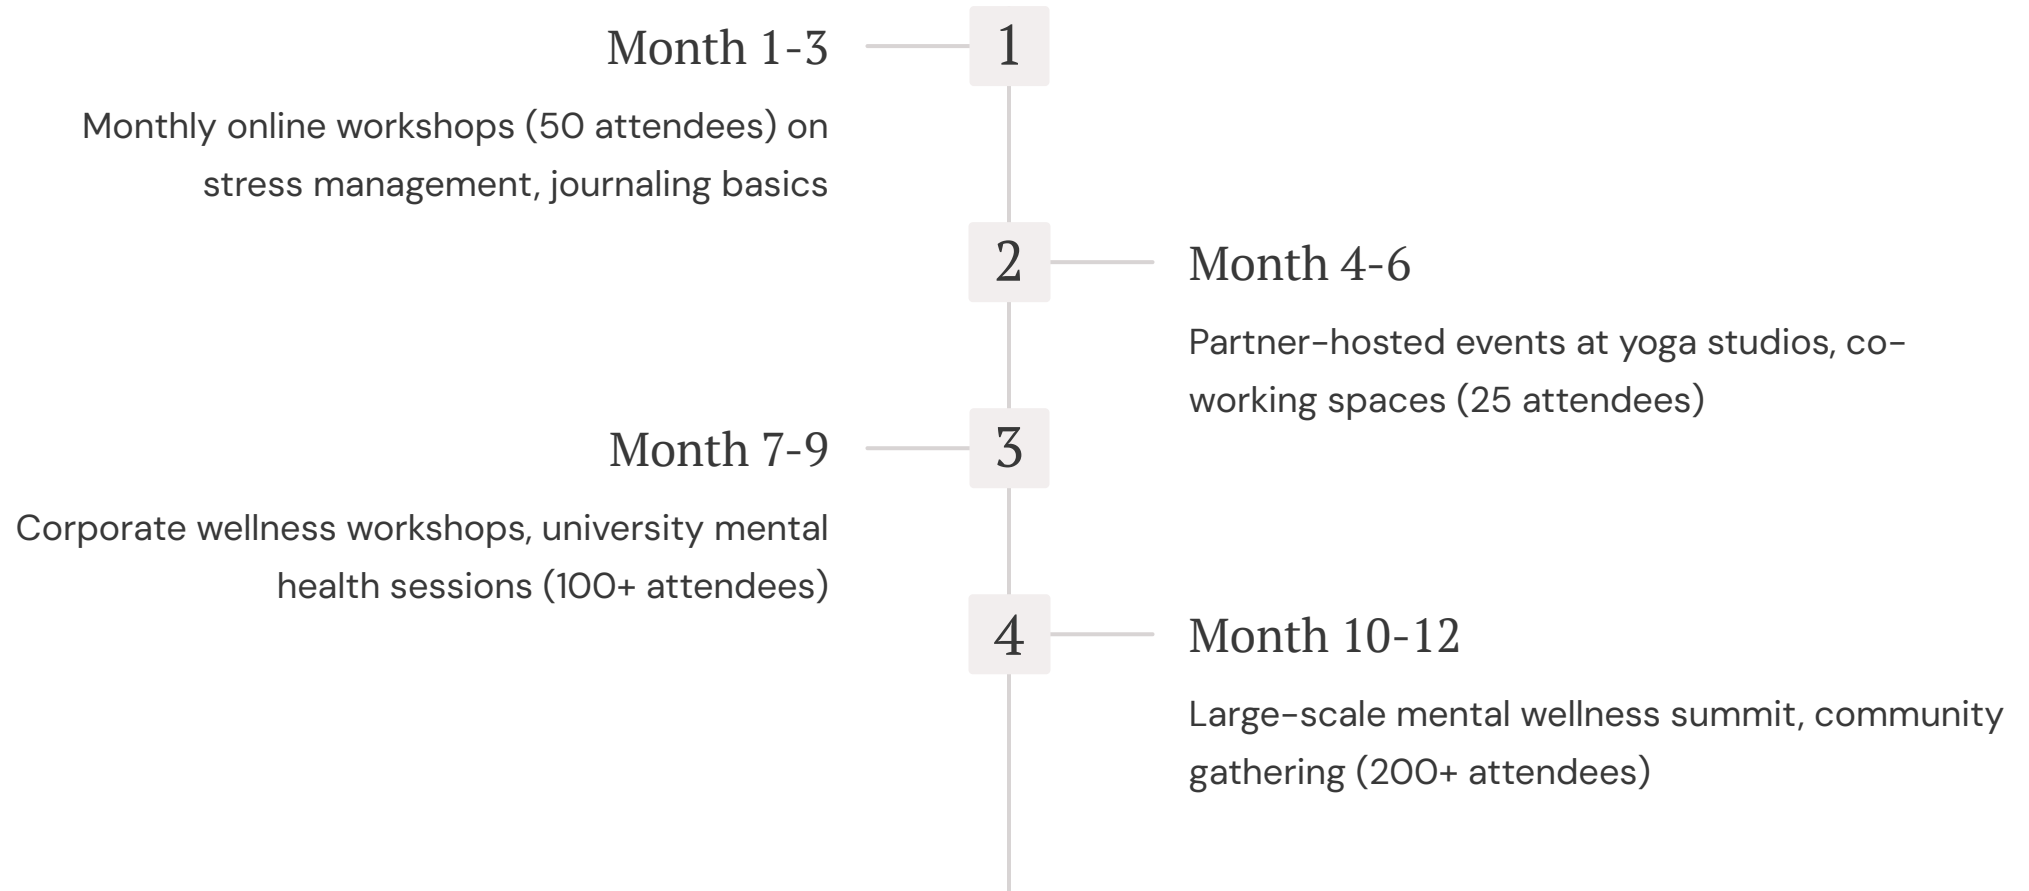 1
Month 1-3
Monthly online workshops (50 attendees) on
stress management, journaling basics
2
Month 4-6
Partner-hosted events at yoga studios, co-
working spaces (25 attendees)
3
Month 7-9
Corporate wellness workshops, university mental
health sessions (100+ attendees)
4
Month 10-12
Large-scale mental wellness summit, community
gathering (200+ attendees)